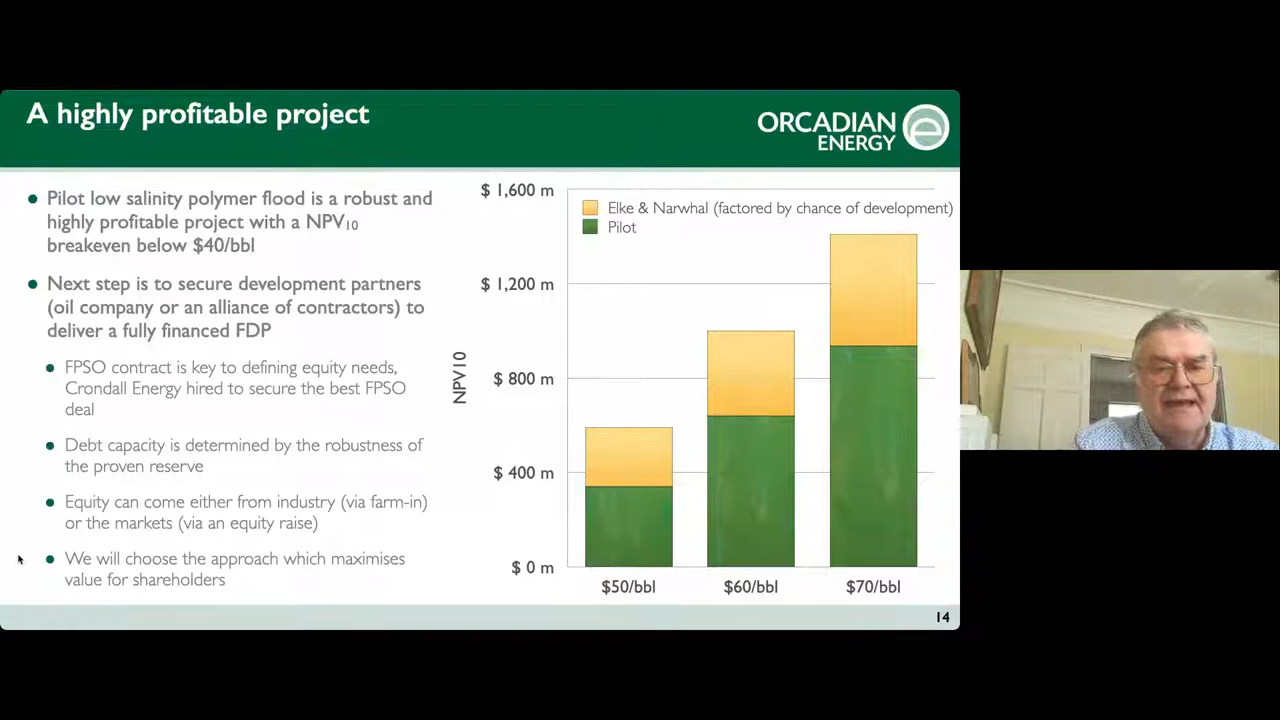 A highly profitable project
ORCADIAN
ENERGY
Pilot low salinity polymer flood is a robust and
highly profitable project with a NPV10
breakeven below $40/bbl
Next step is to secure development partners
(oil company or an alliance of contractors) to
deliver a fully financed FDP
FPSO contract is key to defining equity needs,
Crondall Energy hired to secure the best FPSO
deal
Debt capacity is determined by the robustness of
the proven reserve
Equity can come either from industry (via farm-in)
or the markets (via an equity raise)
We will choose the approach which maximises
value for shareholders
NPV10
$ 1,600 m
$ 1,200 m
$ 800 m
$ 400 m
$ 0 m
Elke & Narwhal (factored by chance of development)
Pilot
$50/bbl
$60/bbl
$70/bbl
14